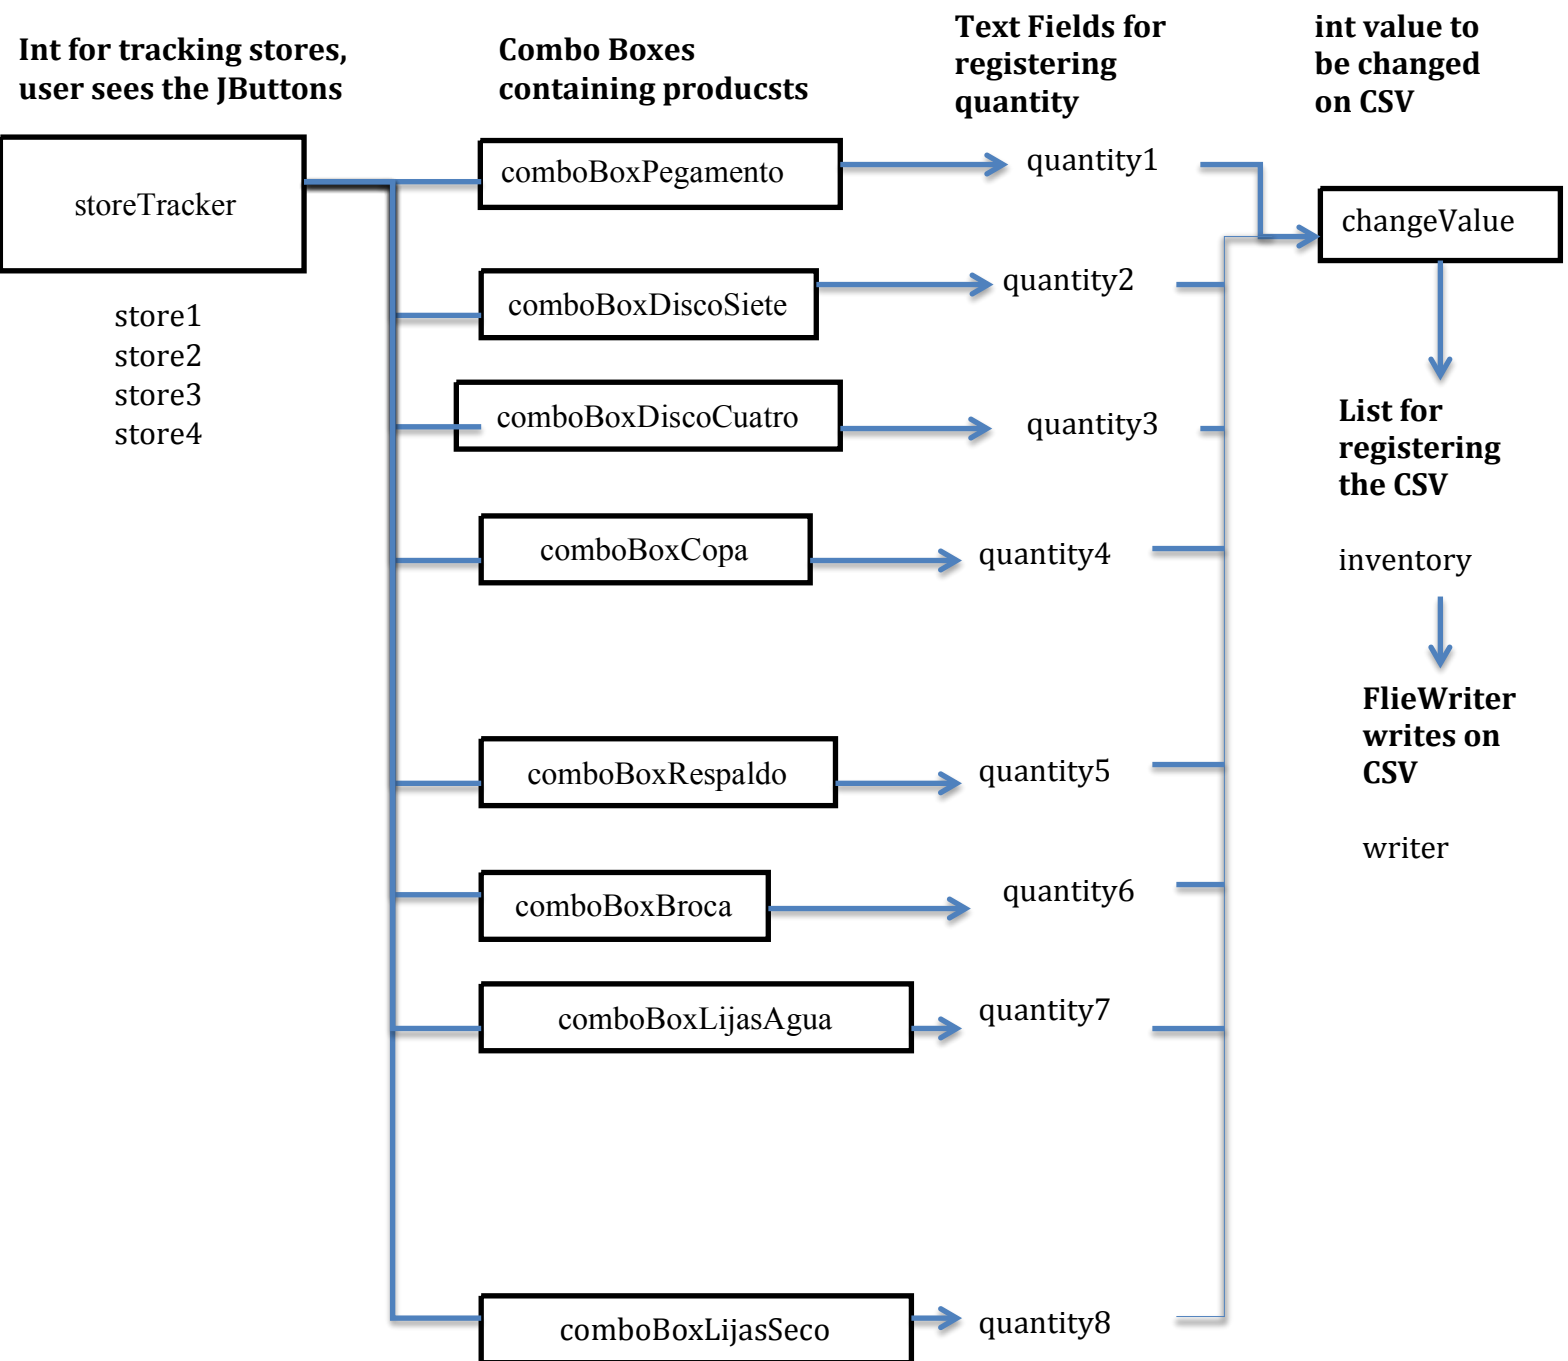 Int for tracking stores,
user sees the JButtons
Combo Boxes
containing producsts
Text Fields for
registering
quantity
int value to
be changed
on CSV
storeTracker
store1
store2
store3
store4
comboBoxPegamento
quantity1
changeValue
comboBoxDiscoSiete
quantity2
comboBoxDiscoCuatro
quantity3
List for
registering
the CSV
inventory
comboBoxCopa
quantity4
FlieWriter
writes on
CSV
writer
comboBoxRespaldo
quantity5
comboBoxBroca
quantity6
comboBoxLijasAgua
quantity7
comboBoxLijasSeco
quantity8